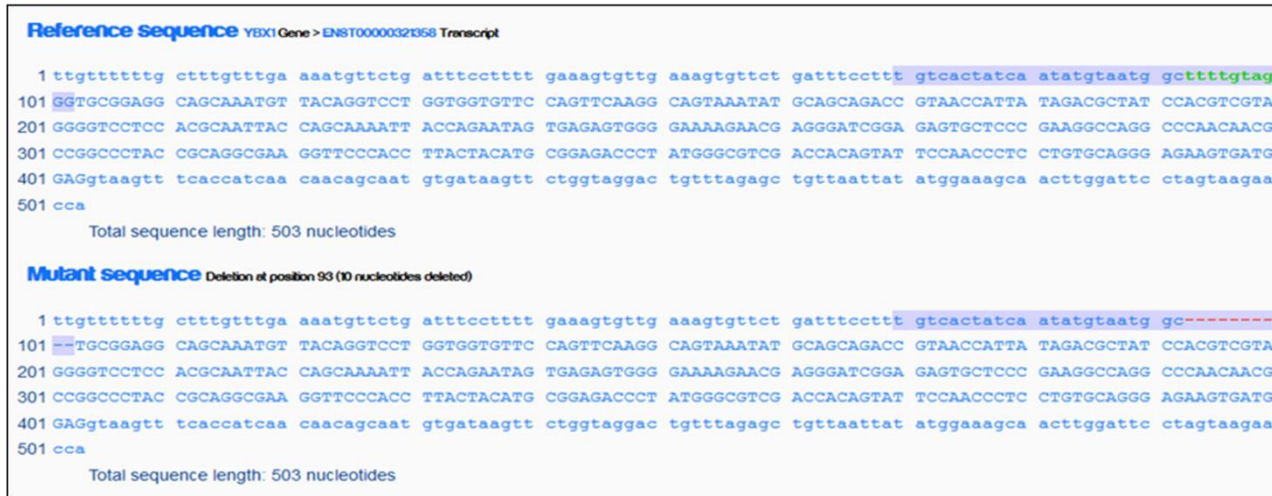 Reference sequence YBX1 Gene > ENST00000321358 Transcript
1 ttgttttttg ctttgtttga aaatgttctg atttcctttt gaaagtgttg aaagtgttct gatttccttt gtcactatca atatgtaatg gcttttgtag
101 GGTGCGGAGG CAGCAAATGT TACAGGTCCT GGTGGTGTTC CAGTTCAAGG CAGTAAATAT GCAGCAGACC GTAACCATTA TAGACGCTAT CCACGTCGTA
201 GGGGTCCTCC ACGCAATTAC CAGCAAAATT ACCAGAATAG TGAGAGTGGG GAAAAGAACG AGGGATCGGA GAGTGCTCCC GAAGGCCAGG CCCAACAACG
301 CCGGCCCTAC CGCAGGCGAA GGTTCCCACC TTACTACATG CGGAGACCCT ATGGGCGTCG ACCACAGTAT TCCAACCCTC CTGTGCAGGG AGAAGTGATG
401 GAGgtaagtt tcaccatcaa caacagcaat gtgataagtt ctggtaggac tgtttagagc tgttaattat atggaaagca acttggattc ctagtaagaa
501 cca
Total sequence length: 503 nucleotides
Mutant sequence Deletion at position 93 (10 nucleotides deleted)
1 ttgttttttg ctttgtttga aaatgttctg atttcctttt gaaagtgttg aaagtgttct gatttccttt gtcactatca atatgtaatg gc--------
101 --TGCGGAGG CAGCAAATGT TACAGGTCCT GGTGGTGTTC CAGTTCAAGG CAGTAAATAT GCAGCAGACC GTAACCATTA TAGACGCTAT CCACGTCGTA
201 GGGGTCCTCC ACGCAATTAC CAGCAAAATT ACCAGAATAG TGAGAGTGGG GAAAAGAACG AGGGATCGGA GAGTGCTCCC GAAGGCCAGG CCCAACAACG
301 CCGGCCCTAC CGCAGGCGAA GGTTCCCACC TTACTACATG CGGAGACCCT ATGGGCGTCG ACCACAGTAT TCCAACCCTC CTGTGCAGGG AGAAGTGATG
401 GAGgtaagtt tcaccatcaa caacagcaat gtgataagtt ctggtaggac tgtttagagc tgttaattat atggaaagca acttggattc ctagtaagaa
501 cca
Total sequence length: 503 nucleotides